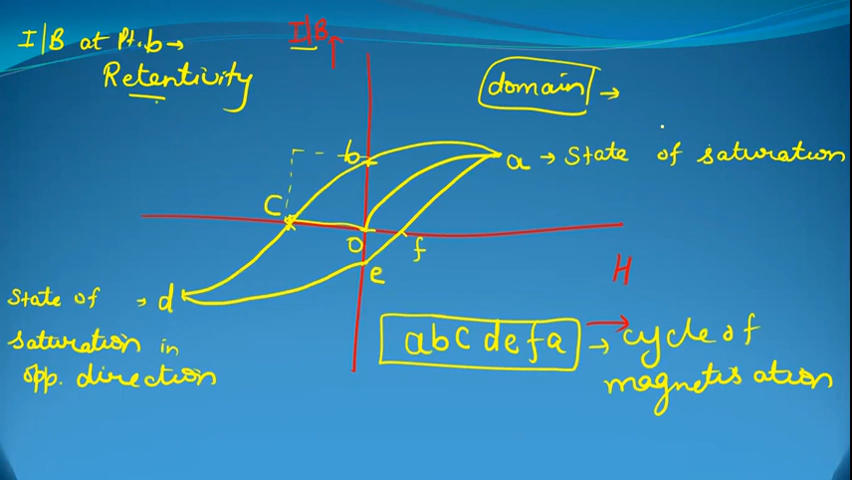 I/B at Pt.b→
Retentivity
I/B↑
domain →
b
a → State of saturation
C
O
f
e
H
State of → d
saturation in
opp. direction
abcdefa → cycle of
magnetisation